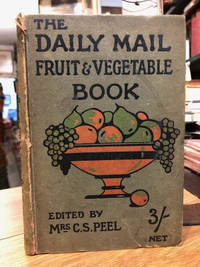 THE
DAILY MAIL
FRUIT & VEGETABLE
BOOK
EDITED BY
MRS C.S. PEEL
3/-
NET